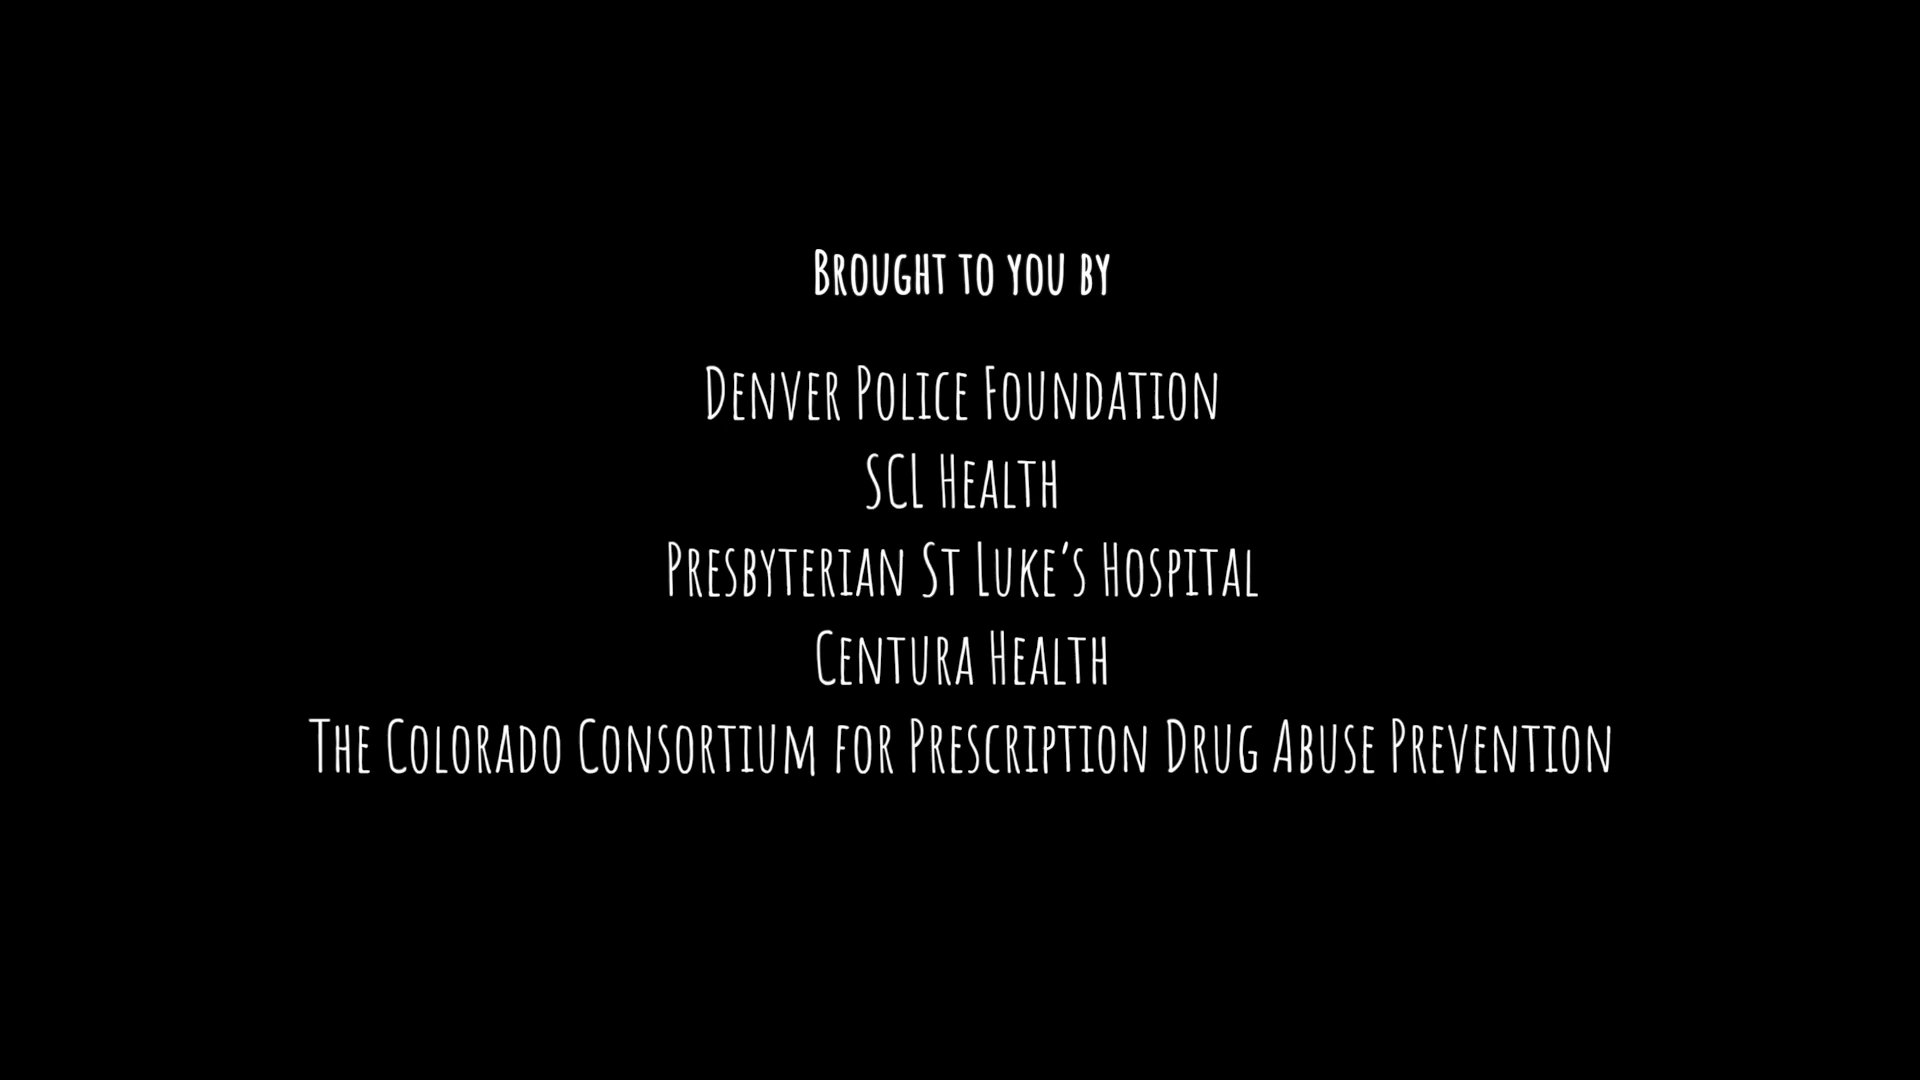 Brought to you by
Denver Police Foundation
SCL Health
Presbyterian St Luke's Hospital
Centura Health
The Colorado Consortium for Prescription Drug Abuse Prevention